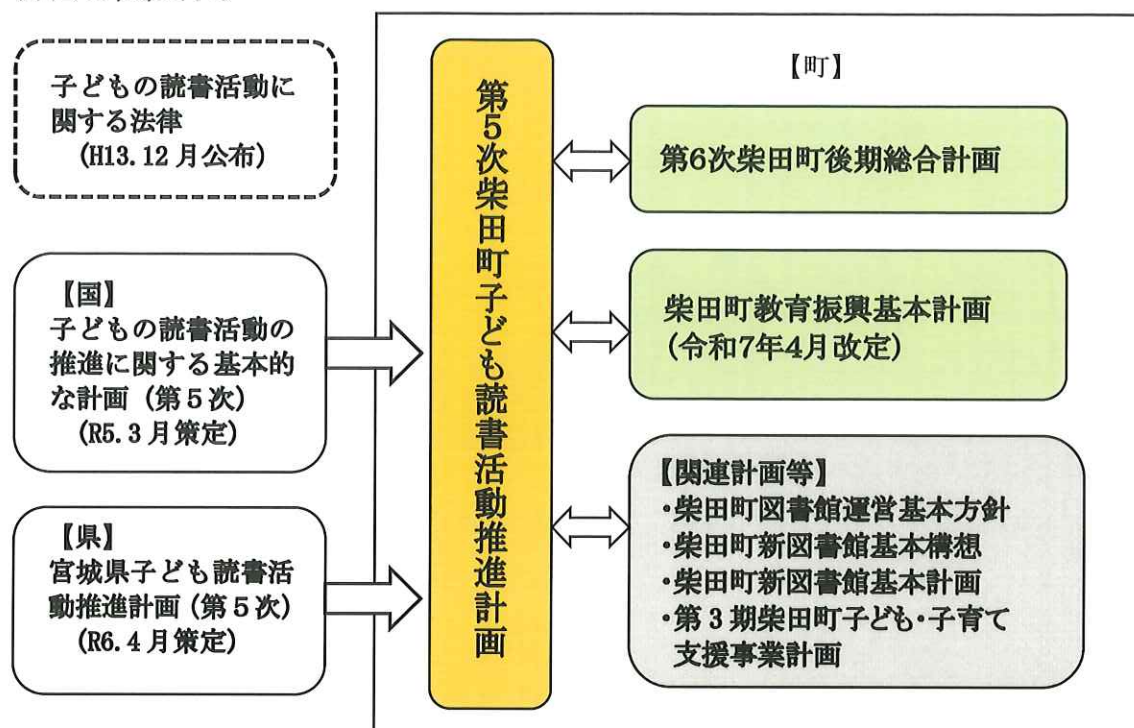 子どもの読書活動に
関する法律
(H13.12月公布)
【国】
子どもの読書活動の
推進に関する基本的
な計画（第５次）
(R5.3月策定)
【県】
宮城県子ども読書活
動推進計画（第５次）
(R6.4月策定)
第５次柴田町子ども読書活動推進計画
【町】
第6次柴田町後期総合計画
柴田町教育振興基本計画
(令和7年4月改定)
【関連計画等】
・柴田町図書館運営基本方針
・柴田町新図書館基本構想
・柴田町新図書館基本計画
・第３期柴田町子ども・子育て
支援事業計画